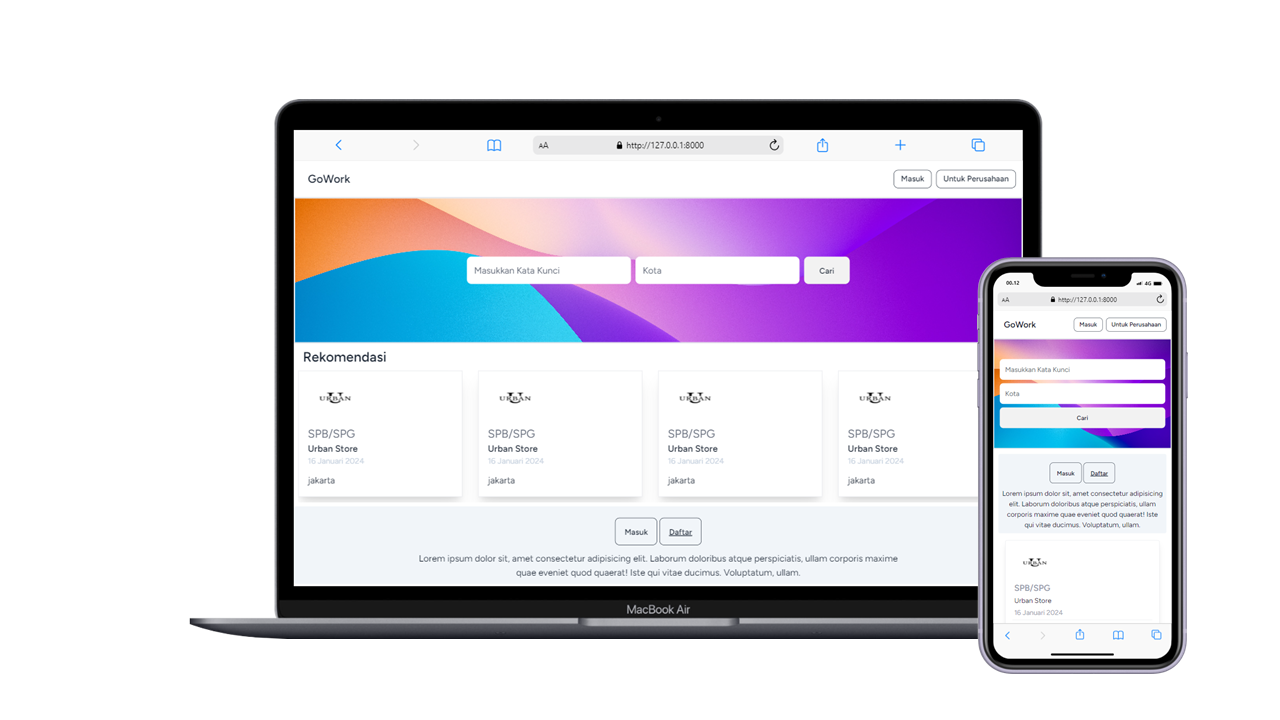 AA
http://127.0.0.1:8000
GoWork
Masuk
Untuk Perusahaan
Masukkan Kata Kunci
Kota
Cari
Rekomendasi
URBAN
SPB/SPG
Urban Store
16 Januari 2024
jakarta
URBAN
SPB/SPG
Urban Store
16 Januari 2024
jakarta
URBAN
SPB/SPG
Urban Store
16 Januari 2024
jakarta
URBAN
SPB/SPG
Urban Store
16 Januari 2024
jakarta
Masuk
Daftar
Lorem ipsum dolor sit, amet consectetur adipisicing elit. Laborum doloribus atque perspiciatis, ullam corporis maxime
quae eveniet quod quaerat! Iste qui vitae ducimus. Voluptatum, ullam.
MacBook Air
00.12
4G
AA
http://127.0.0.1:8000
GoWork
Masuk
Untuk Perusahaan
Masukkan Kata Kunci
Kota
Cari
Masuk
Daftar
Lorem ipsum dolor sit, amet consectetur adipisicing
elit. Laborum doloribus atque perspiciatis, ullam
corporis maxime quae eveniet quod quaerat! Iste
qui vitae ducimus. Voluptatum, ullam.
URBAN
SPB/SPG
Urban Store
16 Januari 2024